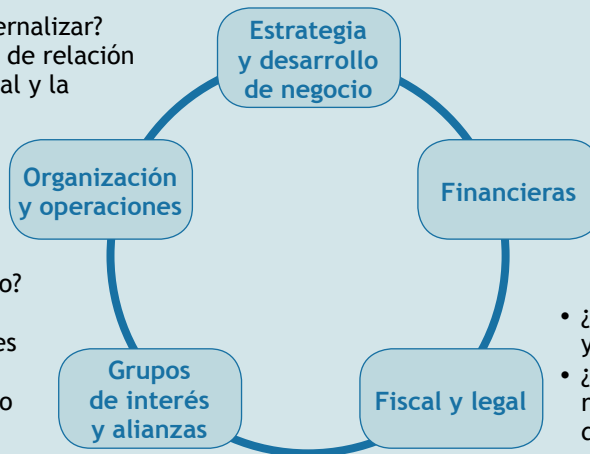 ernalizar?
de relación
al y la
Estrategia
y desarrollo
de negocio
Organización
y operaciones
Financieras
o?
es
o
Grupos
de interés
y alianzas
Fiscal y legal
• ¿
y
• ¿